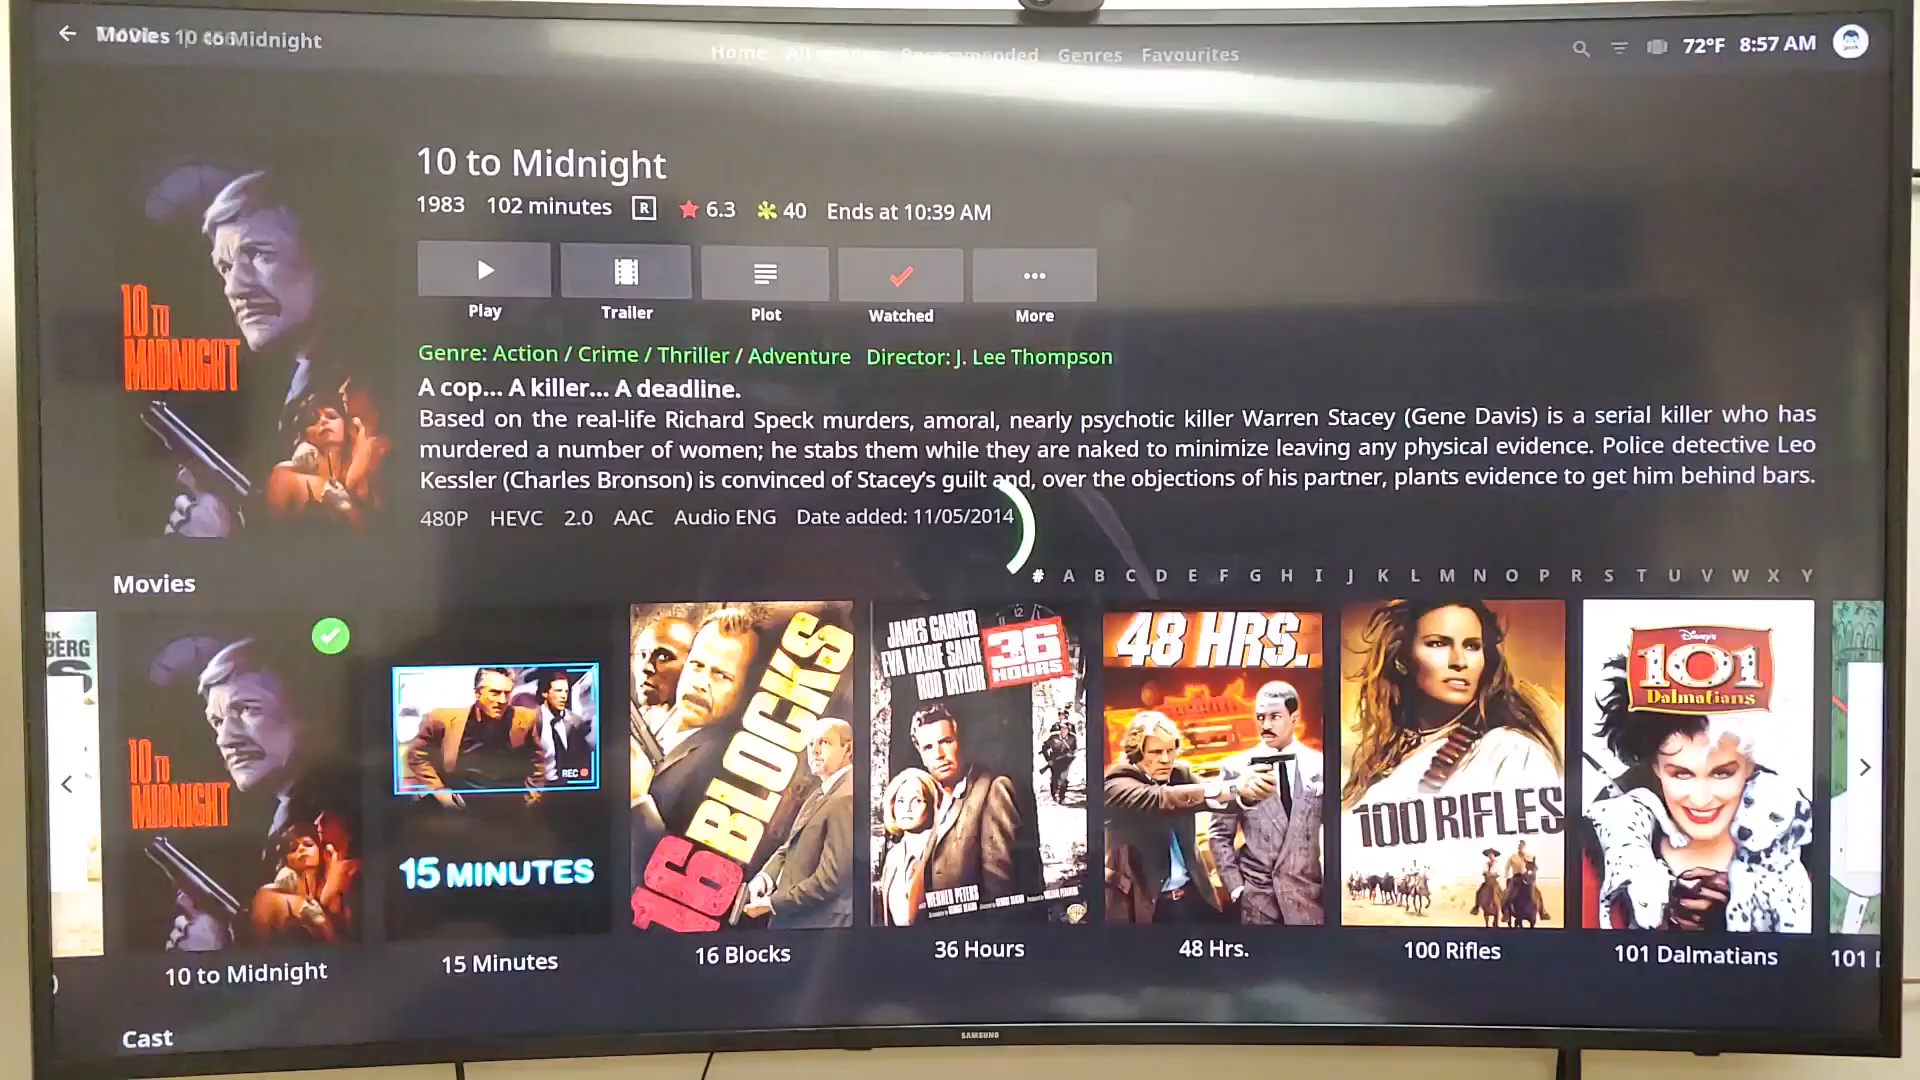 Movies 10 to Midnight
Home All movies Recommended Genres Favourites
72°F 8:57 AM
10 to Midnight
1983 102 minutes R 6.3 40 Ends at 10:39 AM
Play Trailer Plot Watched More
Genre: Action / Crime / Thriller / Adventure Director: J. Lee Thompson
A cop... A killer... A deadline.
Based on the real-life Richard Speck murders, amoral, nearly psychotic killer Warren Stacey (Gene Davis) is a serial killer who has
murdered a number of women; he stabs them while they are naked to minimize leaving any physical evidence. Police detective Leo
Kessler (Charles Bronson) is convinced of Stacey’s guilt and, over the objections of his partner, plants evidence to get him behind bars.
480P HEVC 2.0 AAC Audio ENG Date added: 11/05/2014
10 TO
MIDNIGHT
Movies
# A B C D E F G H I J K L M N O P R S T U V W X Y
BERG
10 TO
MIDNIGHT
REC
15 MINUTES
16 BLOCKS
JAMES GARNER
EVA MARIE SAINT
ROD TAYLOR
36
HOURS
WERNER PETERS
48 HRS.
100 RIFLES
Disney's
101
Dalmatians
10 to Midnight
15 Minutes
16 Blocks
36 Hours
48 Hrs.
100 Rifles
101 Dalmatians
101
Cast
SAMSUNG